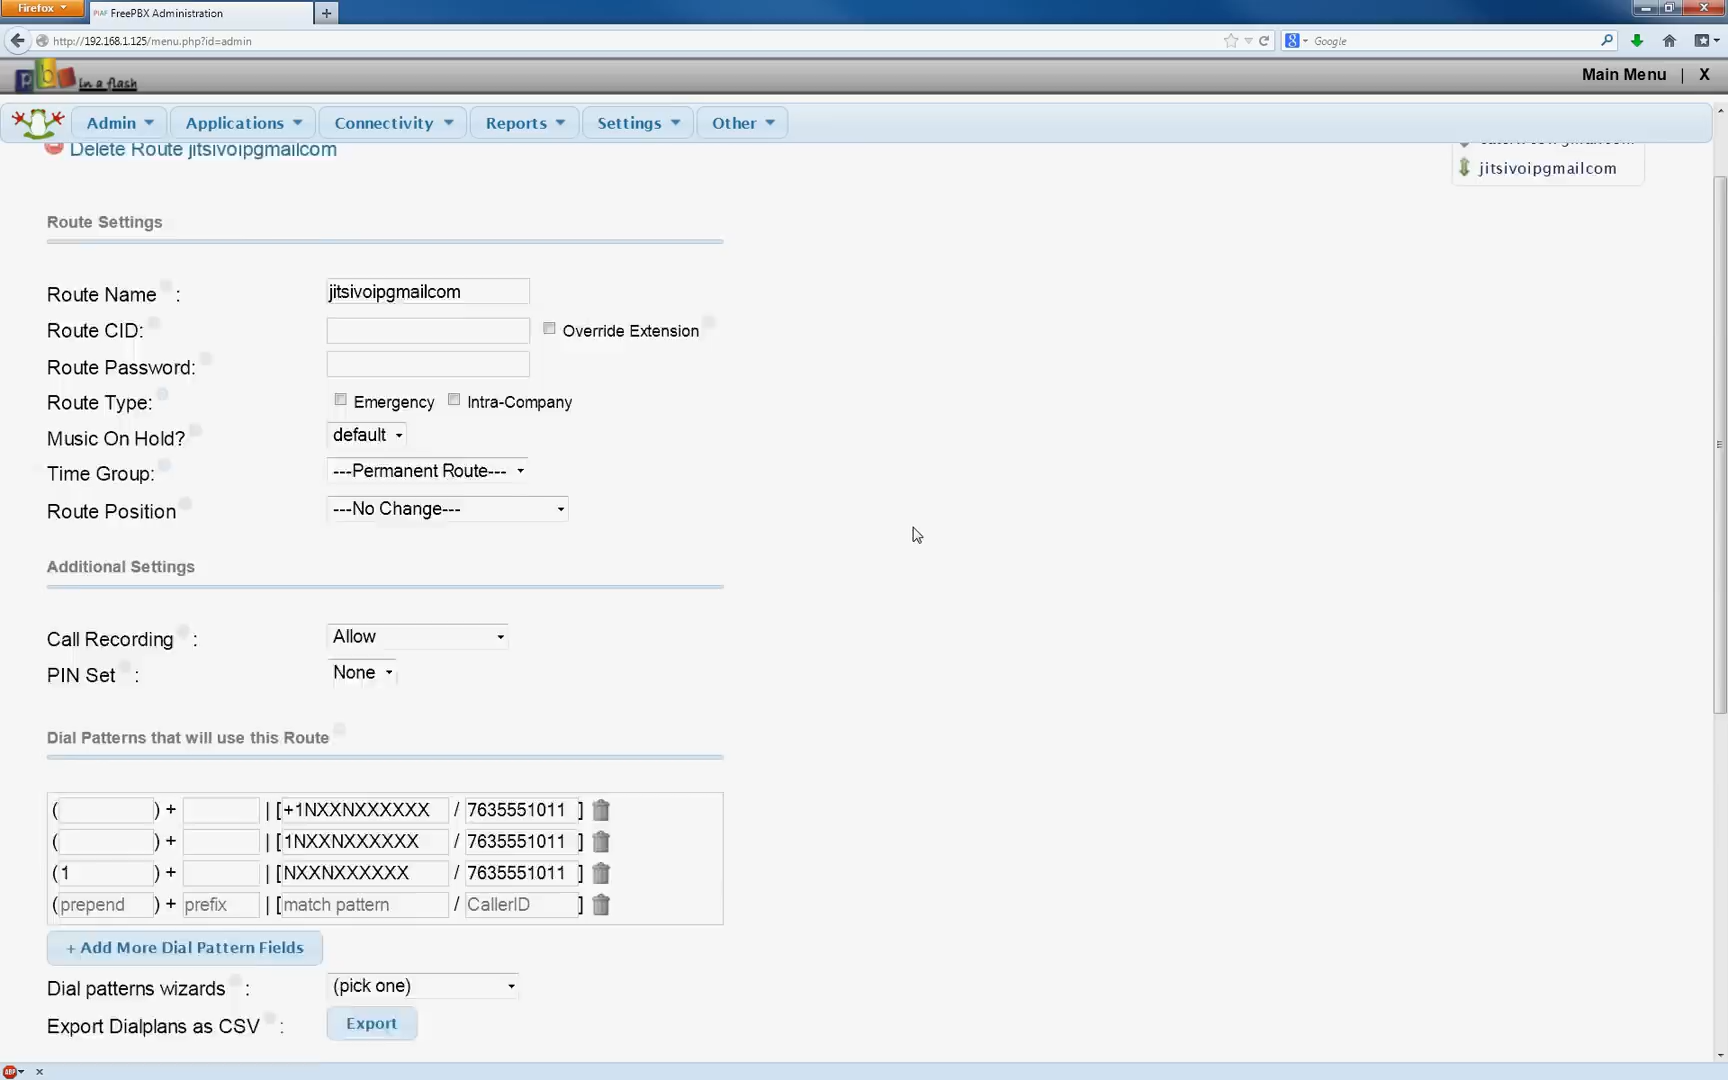 Firefox
PIAF FreePBX Administration
http://192.168.1.125/menu.php?id=admin
Google
pbx in a flash
Main Menu | X
Admin Applications Connectivity Reports Settings Other
Delete Route jitsivoipgmailcom
jitsivoipgmailcom
Route Settings
Route Name : jitsivoipgmailcom
Route CID: Override Extension
Route Password:
Route Type: Emergency Intra-Company
Music On Hold? default
Time Group: ---Permanent Route---
Route Position ---No Change---
Additional Settings
Call Recording : Allow
PIN Set : None
Dial Patterns that will use this Route
( ) + | [ +1NXXNXXXXXX / 7635551011 ]
( ) + | [ 1NXXNXXXXXX / 7635551011 ]
( 1 ) + | [ NXXNXXXXXX / 7635551011 ]
( prepend ) + prefix | [ match pattern / CallerID ]
+ Add More Dial Pattern Fields
Dial patterns wizards : (pick one)
Export Dialplans as CSV : Export
ABP x